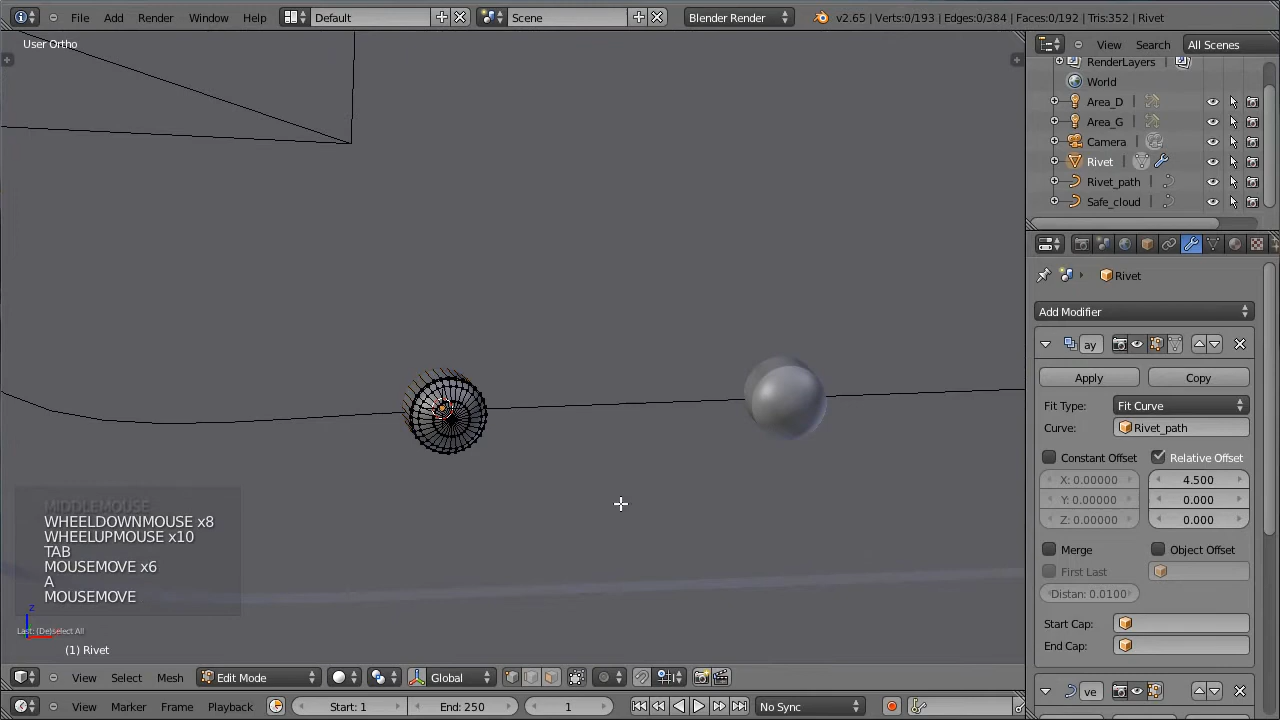 File Add Render Window Help Default Scene Blender Render v2.65 | Verts:0/193 | Edges:0/384 | Faces:0/192 | Tris:352 | Rivet
User Ortho
View Search All Scenes
RenderLayers
World
Area_D
Area_G
Camera
Rivet
Rivet_path
Safe_cloud
Rivet
Add Modifier
ay
Apply Copy
Fit Type: Fit Curve
Curve: Rivet_path
Constant Offset Relative Offset
X: 0.00000 4.500
Y: 0.00000 0.000
Z: 0.00000 0.000
Merge Object Offset
First Last
Distan: 0.0100
Start Cap:
End Cap:
ve
MIDDLEMOUSE
WHEELDOWNMOUSE x8
WHEELUPMOUSE x10
TAB
MOUSEMOVE x6
A
MOUSEMOVE
z
Last: (De)select All
(1) Rivet
View Select Mesh Edit Mode Global
View Marker Frame Playback Start: 1 End: 250 1 No Sync